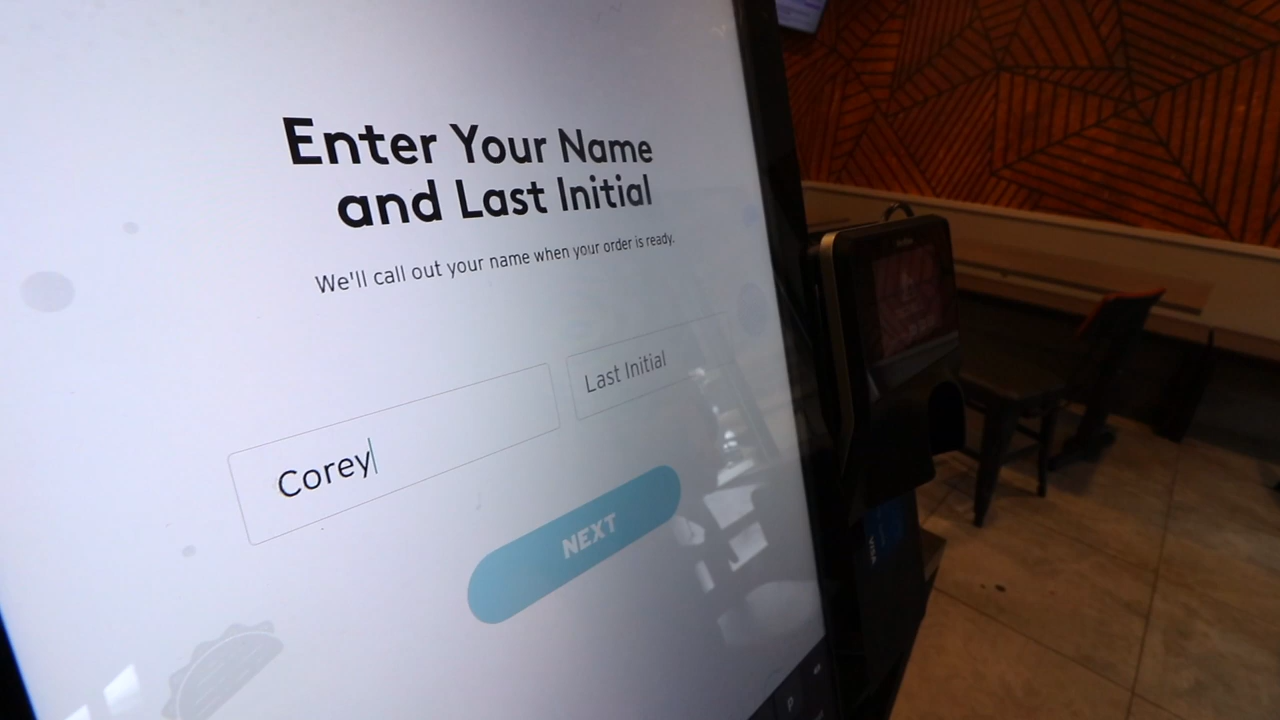 Enter Your Name
and Last Initial
We'll call out your name when your order is ready.
Corey
Last Initial
NEXT
VISA
p